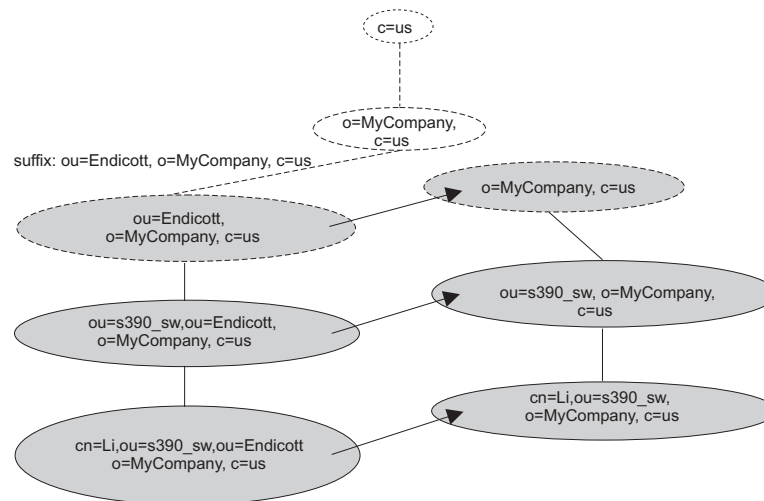 c=us
o=MyCompany,
c=us
suffix: ou=Endicott, o=MyCompany, c=us
o=MyCompany, c=us
ou=Endicott,
o=MyCompany, c=us
ou=s390_sw, o=MyCompany,
c=us
ou=s390_sw,ou=Endicott,
o=MyCompany, c=us
cn=Li,ou=s390_sw,
o=MyCompany, c=us
cn=Li,ou=s390_sw,ou=Endicott
o=MyCompany, c=us